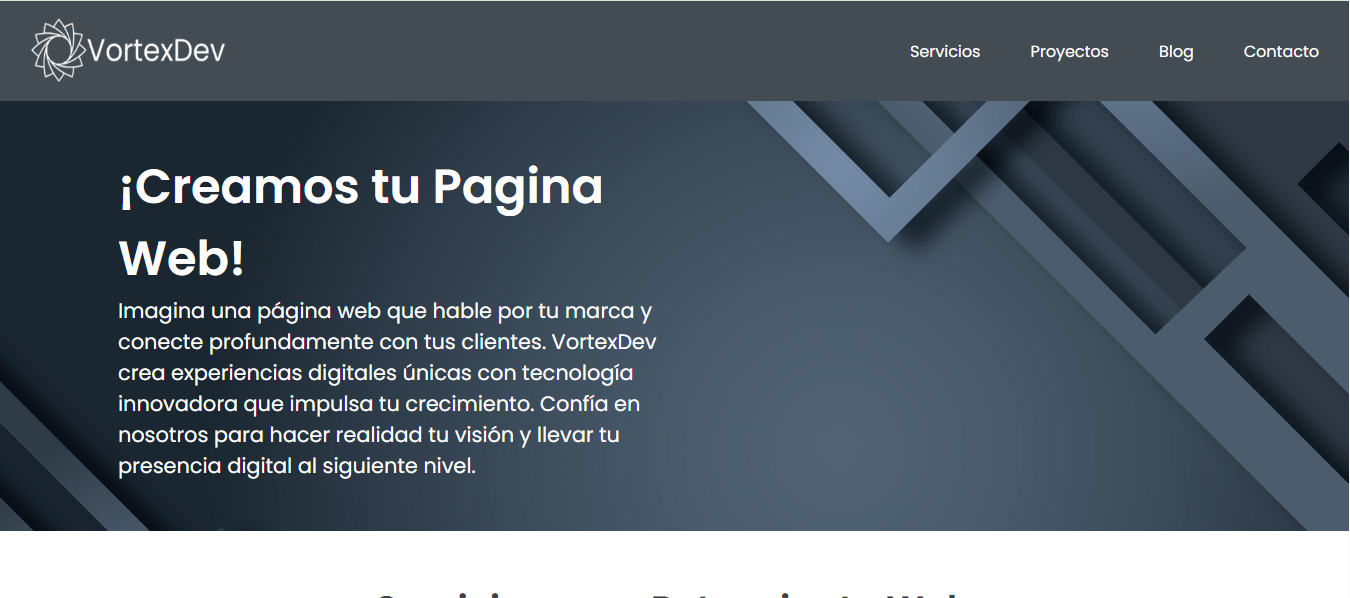 VortexDev
Servicios Proyectos Blog Contacto
¡Creamos tu Pagina
Web!
Imagina una página web que hable por tu marca y
conecte profundamente con tus clientes. VortexDev
crea experiencias digitales únicas con tecnología
innovadora que impulsa tu crecimiento. Confía en
nosotros para hacer realidad tu visión y llevar tu
presencia digital al siguiente nivel.